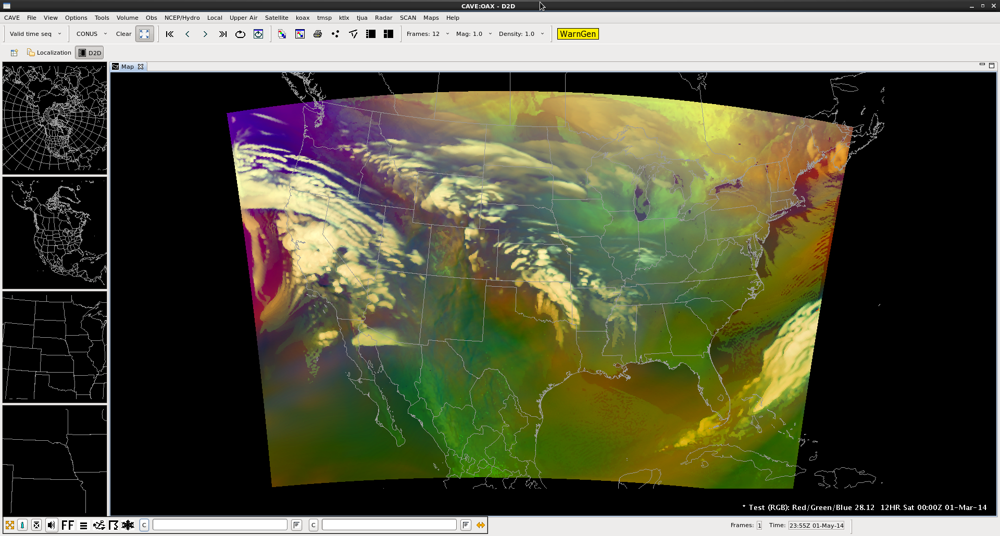 CAVE:OAX - D2D
CAVE File View Options Tools Volume Obs NCEP/Hydro Local Upper Air Satellite koax tmsp ktlx tjua Radar SCAN Maps Help
Valid time seq CONUS Clear Frames: 12 Mag: 1.0 Density: 1.0 WarnGen
Localization D2D
Map
* Test (RGB): Red/Green/Blue 28.12 12HR Sat 00:00Z 01-Mar-14
FF C C Frames: 1 Time: 23:55Z 01-May-14